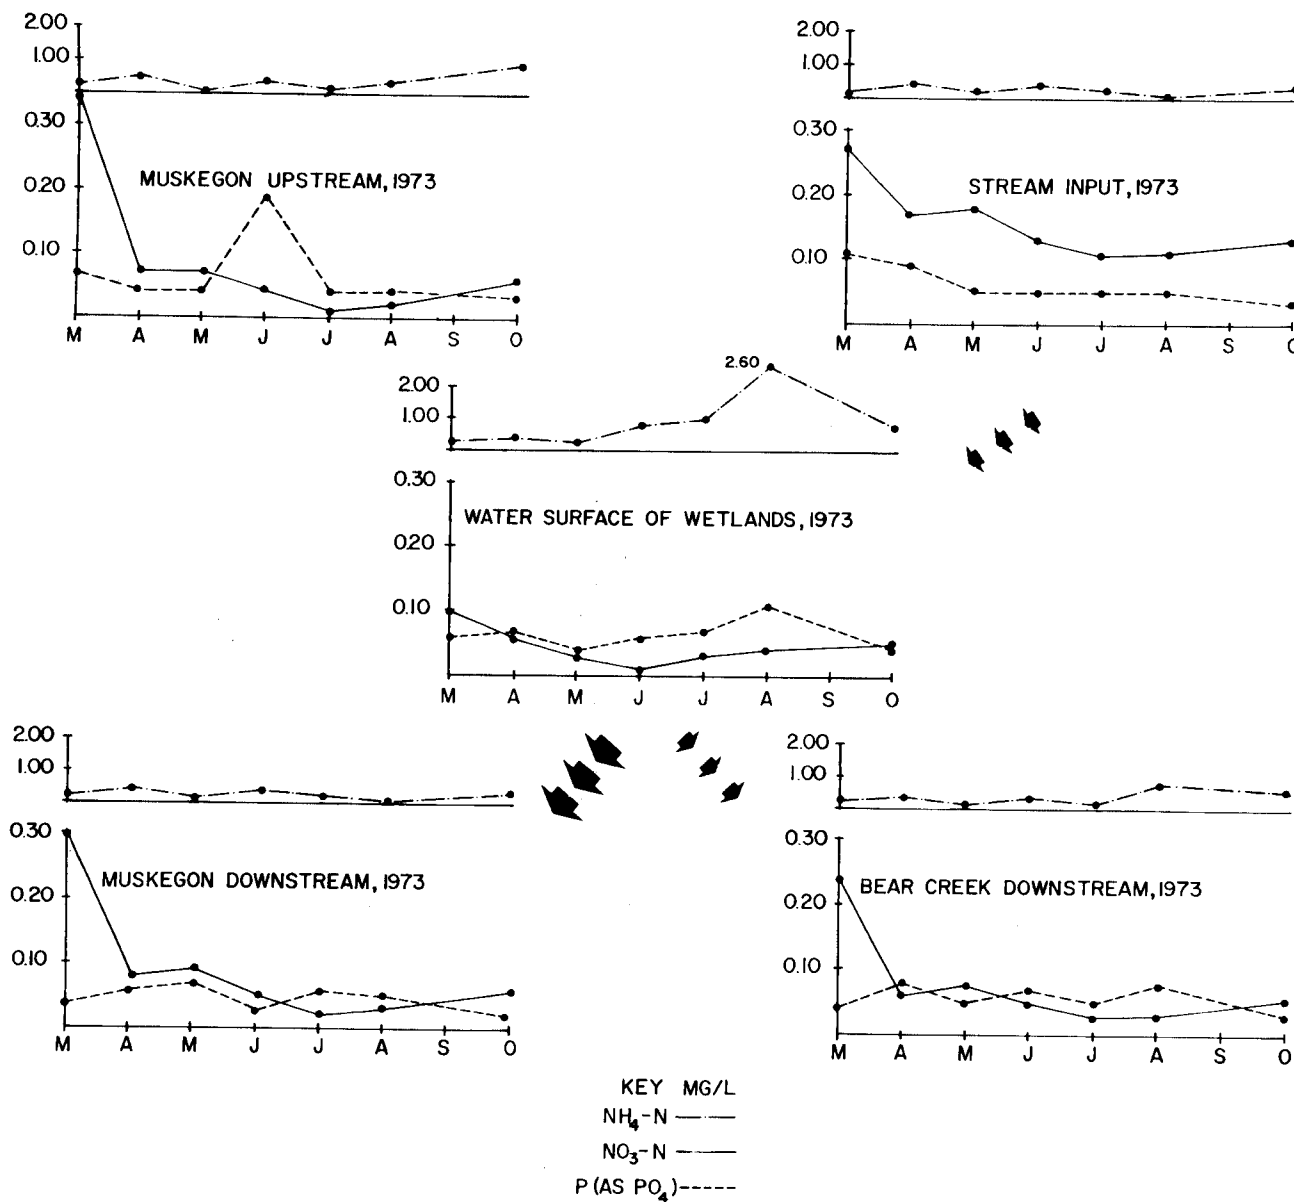 2.00
1.00
0.30
MUSKEGON UPSTREAM, 1973
0.20
0.10
M A M J J A S O
2.00
1.00
0.30
STREAM INPUT, 1973
0.20
0.10
M A M J J A S O
2.60
2.00
1.00
0.30
WATER SURFACE OF WETLANDS, 1973
0.20
0.10
M A M J J A S O
2.00
1.00
0.30
MUSKEGON DOWNSTREAM, 1973
0.20
0.10
M A M J J A S O
2.00
1.00
0.30
BEAR CREEK DOWNSTREAM, 1973
0.20
0.10
M A M J J A S O
KEY MG/L
NH₄-N
NO₃-N
P (AS PO₄)